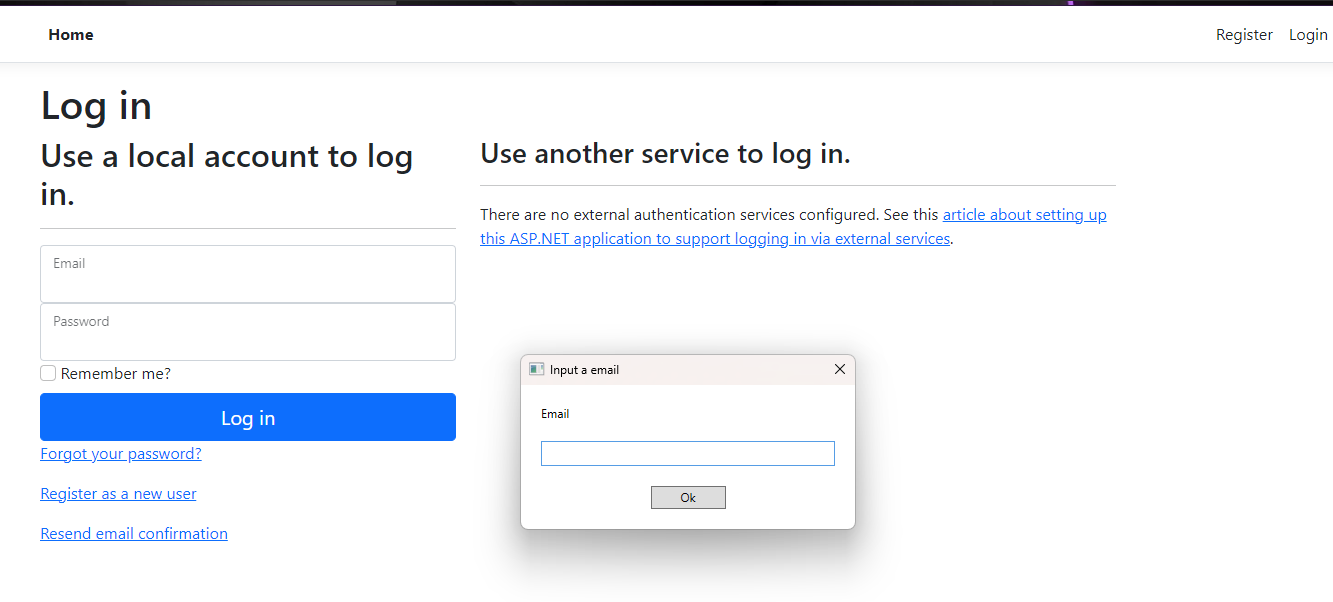 Home
Register
Login
Log in
Use a local account to log
in.
Email
Password
Remember me?
Log in
Forgot your password?
Register as a new user
Resend email confirmation
Use another service to log in.
There are no external authentication services configured. See this article about setting up
this ASP.NET application to support logging in via external services.
Input a email
Email
Ok